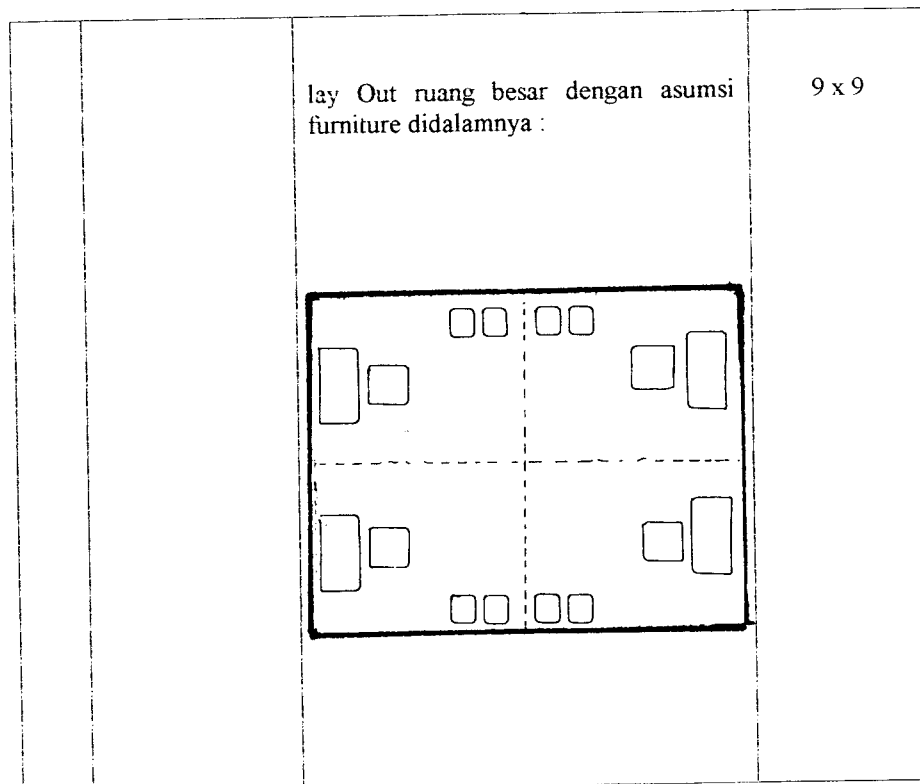 lay Out ruang besar dengan asumsi
furniture didalamnya :
9 x 9